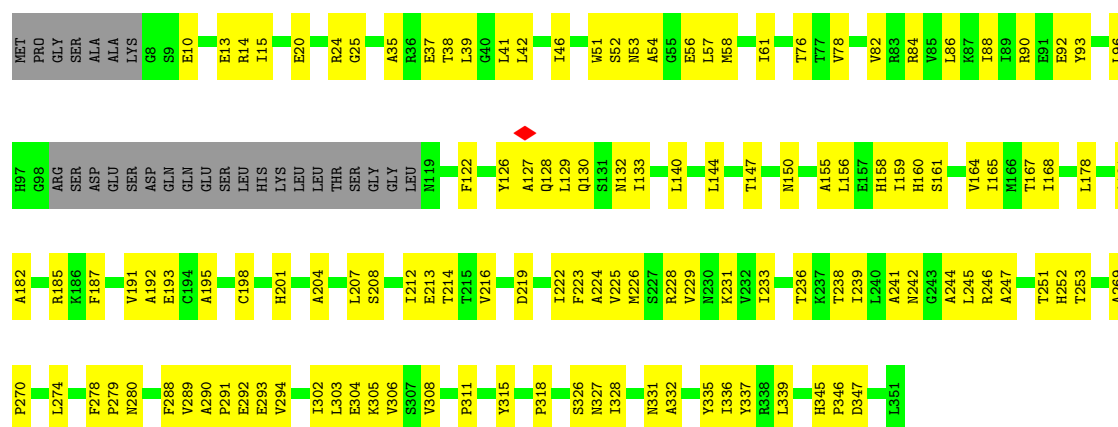 MET PRO GLY SER ALA ALA LYS G8 S9 E10 E13 R14 I15 E20 R24 G25 A35 R36 E37 T38 L39 G40 L41 L42 I46 W51 S52 N53 A54 G55 E56 L57 M58 I61 T76 T77 V78 V82 R83 R84 V85 L86 K87 I88 I89 R90 E91 E92 Y93 L96
H97 G98 ARG SER ASP GLU SER ASP GLN GLN GLU SER LEU HIS LYS LEU LEU THR SER GLY GLY LEU N119 F122 Y126 A127 Q128 L129 Q130 S131 N132 I133 L140 L144 T147 N150 A155 L156 E157 H158 I159 H160 S161 V164 I165 M166 T167 I168 L178
A182 R185 K186 F187 V191 A192 E193 C194 A195 C198 H201 A204 L207 S208 I212 E213 T214 T215 V216 D219 I222 F223 A224 V225 M226 S227 R228 V229 N230 K231 V232 I233 T236 K237 T238 I239 L240 A241 N242 G243 A244 L245 R246 A247 T251 H252 T253 A269
P270 L274 F278 P279 N280 F288 V289 A290 P291 E292 E293 V294 I302 L303 E304 K305 V306 S307 V308 P311 Y315 P318 S326 N327 I328 N331 A332 Y335 I336 Y337 R338 L339 H345 P346 D347 L351